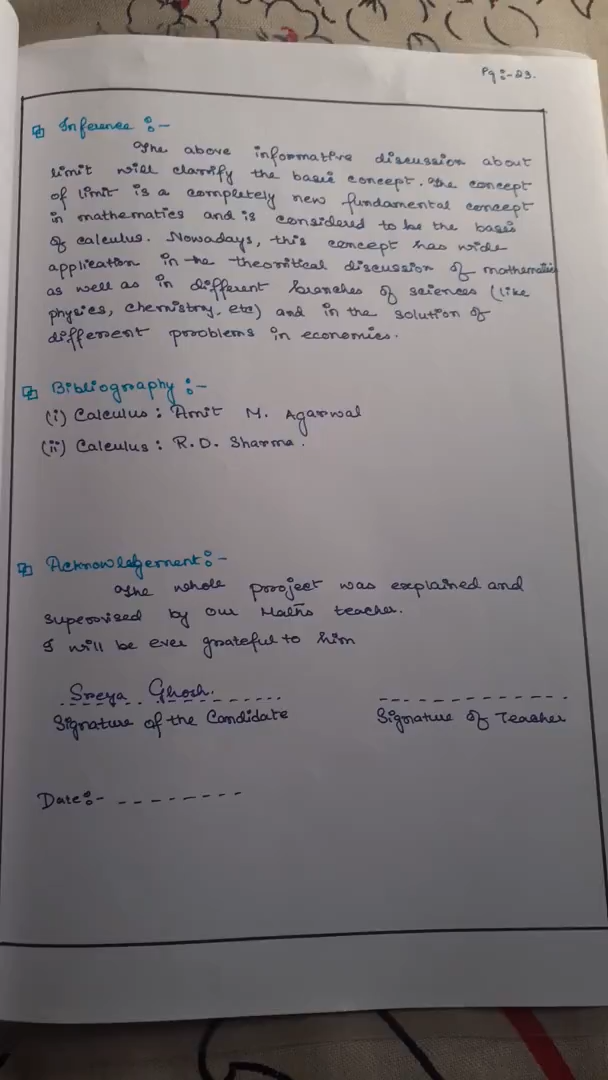 Pg :- 23.
Inference :-
The above informative discussion about
limit will clarify the basic concept. The concept
of limit is a completely new fundamental concept
in mathematics and is considered to be the basis
of calculus. Nowadays, this concept has wide
application in the theoritical discussion of mathematics
as well as in different branches of sciences (like
physics, chemistry, etc) and in the solution of
different problems in economics.
Bibliography :-
(i) Calculus : Amit M. Agarwal
(ii) Calculus : R.D. Sharma.
Acknowledgement :-
The whole project was explained and
supervised by our Maths teacher.
I will be ever grateful to him
Sreya Ghosh.
Signature of the Candidate
Signature of Teacher
Date :- --------